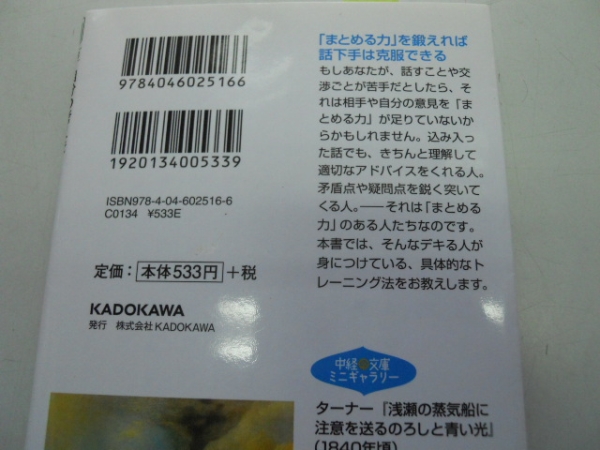 9784046025166
1920134005339
ISBN978-4-04-602516-6
C0134 ¥533E
定価：本体533円+税
KADOKAWA
発行 株式会社KADOKAWA
「まとめる力」を鍛えれば
話下手は克服できる
もしあなたが、話すことや交
渉ごとが苦手だとしたら、そ
れは相手や自分の意見を「ま
とめる力」が足りていないか
らかもしれません。込み入っ
た話でも、きちんと理解して
適切なアドバイスをくれる人。
矛盾点や疑問点を鋭く突いて
くる人。――それは「まとめる
力」のある人たちなのです。
本書では、そんなデキる人が
身につけている、具体的なト
レーニング法をお教えします。
中経の文庫
ミニギャラリー
ターナー『浅瀬の蒸気船に
注意を送るのろしと青い光』
(1840年頃)